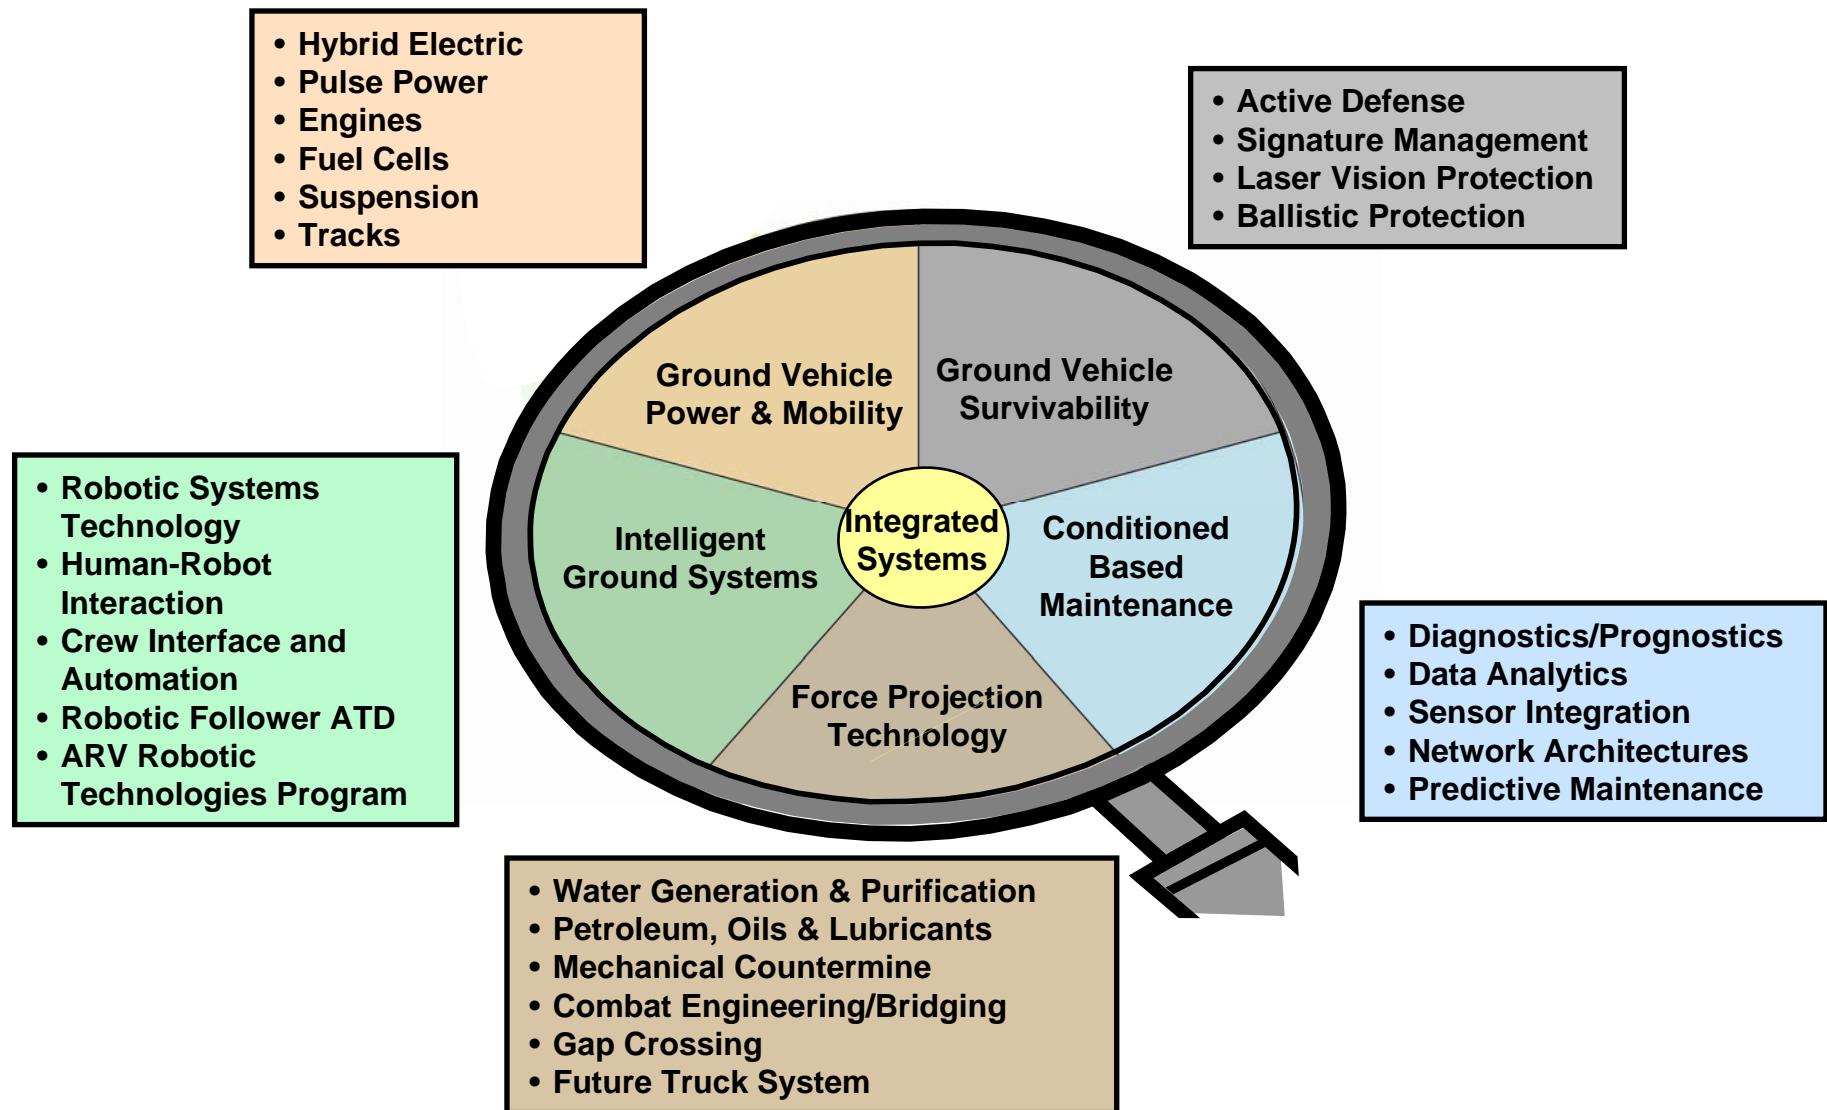 • Hybrid Electric
• Pulse Power
• Engines
• Fuel Cells
• Suspension
• Tracks
• Active Defense
• Signature Management
• Laser Vision Protection
• Ballistic Protection
Ground Vehicle
Power & Mobility
Ground Vehicle
Survivability
• Robotic Systems
Technology
• Human-Robot
Interaction
• Crew Interface and
Automation
• Robotic Follower ATD
• ARV Robotic
Technologies Program
Intelligent
Ground Systems
Integrated
Systems
Conditioned
Based
Maintenance
Force Projection
Technology
• Diagnostics/Prognostics
• Data Analytics
• Sensor Integration
• Network Architectures
• Predictive Maintenance
• Water Generation & Purification
• Petroleum, Oils & Lubricants
• Mechanical Countermine
• Combat Engineering/Bridging
• Gap Crossing
• Future Truck System